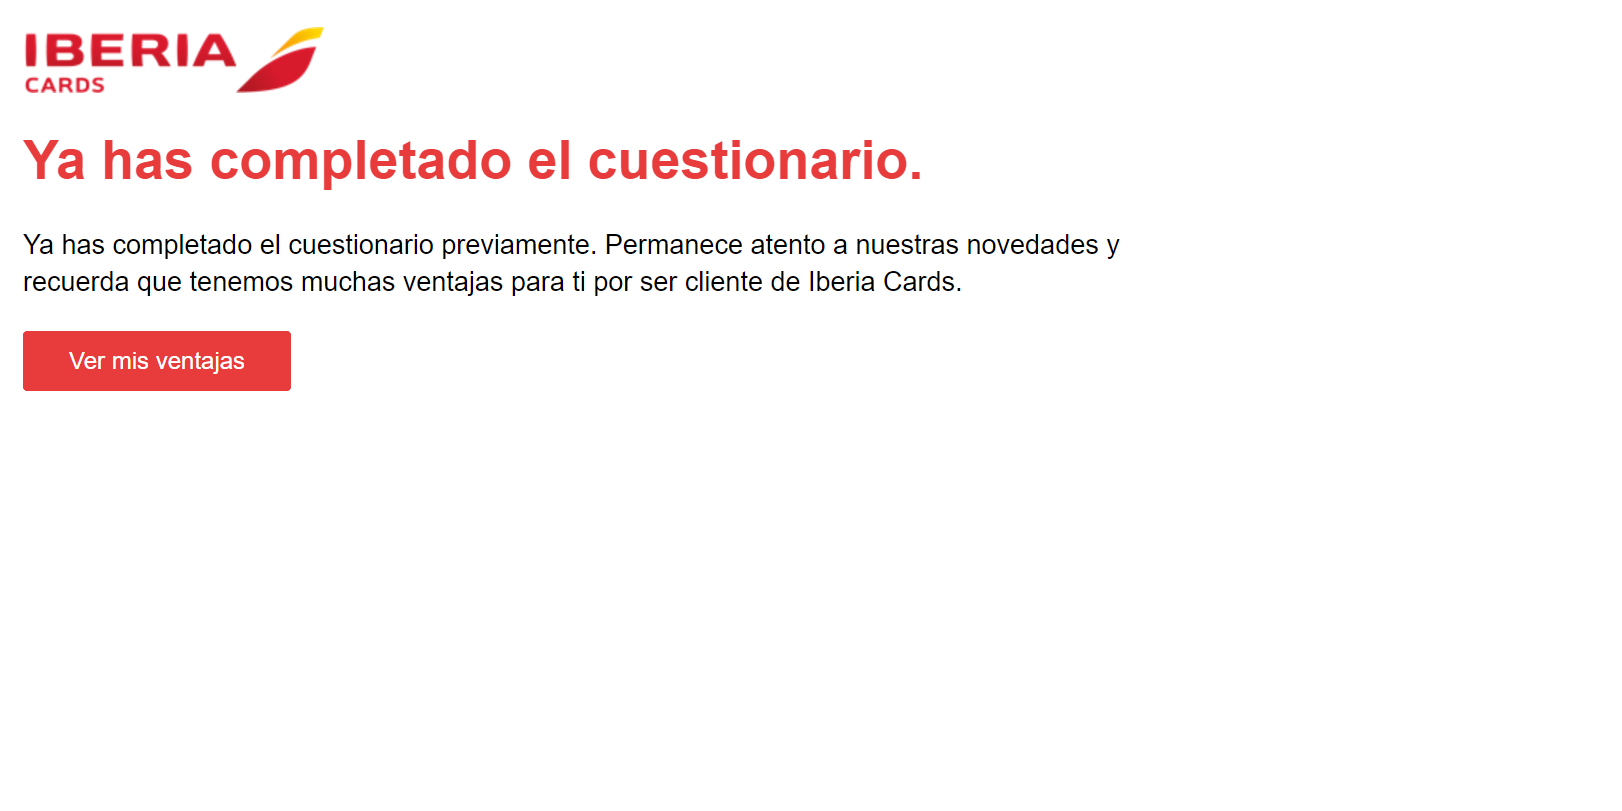 IBERIA
CARDS
Ya has completado el cuestionario.
Ya has completado el cuestionario previamente. Permanece atento a nuestras novedades y
recuerda que tenemos muchas ventajas para ti por ser cliente de Iberia Cards.
Ver mis ventajas